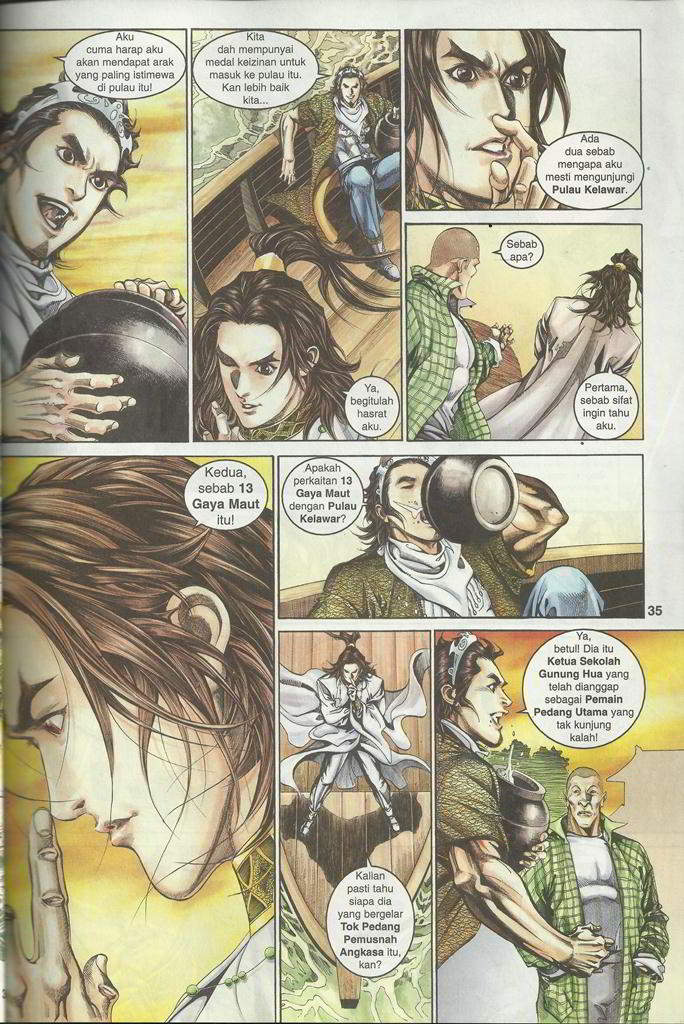 Aku
cuma harap aku
akan mendapat arak
yang paling istimewa
di pulau itu!
Kita
dah mempunyai
medal keizinan untuk
masuk ke pulau itu.
Kan lebih baik
kita...
Ya,
begitulah
hasrat
aku.
Ada
dua sebab
mengapa aku
mesti mengunjungi
Pulau Kelawar.
Sebab
apa?
Pertama,
sebab sifat
ingin tahu
aku.
Kedua,
sebab 13
Gaya Maut
itu!
Apakah
perkaitan 13
Gaya Maut
dengan Pulau
Kelawar?
35
Kalian
pasti tahu
siapa dia
yang bergelar
Tok Pedang
Pemusnah
Angkasa itu,
kan?
Ya,
betul! Dia itu
Ketua Sekolah
Gunung Hua yang
telah dianggap
sebagai Pemain
Pedang Utama yang
tak kunjung
kalah!